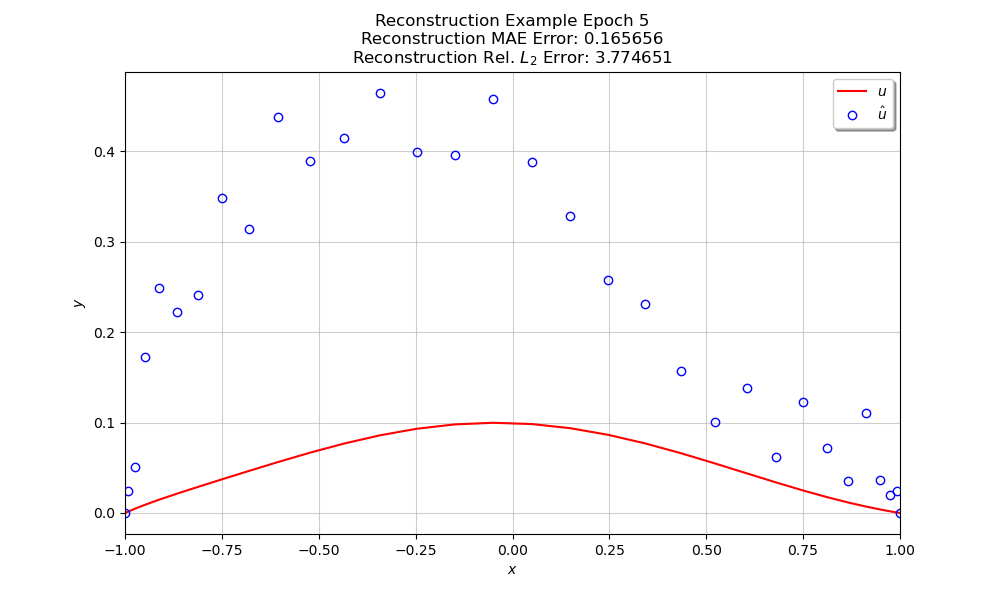 Reconstruction Example Epoch 5
Reconstruction MAE Error: 0.165656
Reconstruction Rel. $L_2$ Error: 3.774651
u
û
y
0.4
0.3
0.2
0.1
0.0
−1.00 −0.75 −0.50 −0.25 0.00 0.25 0.50 0.75 1.00
x